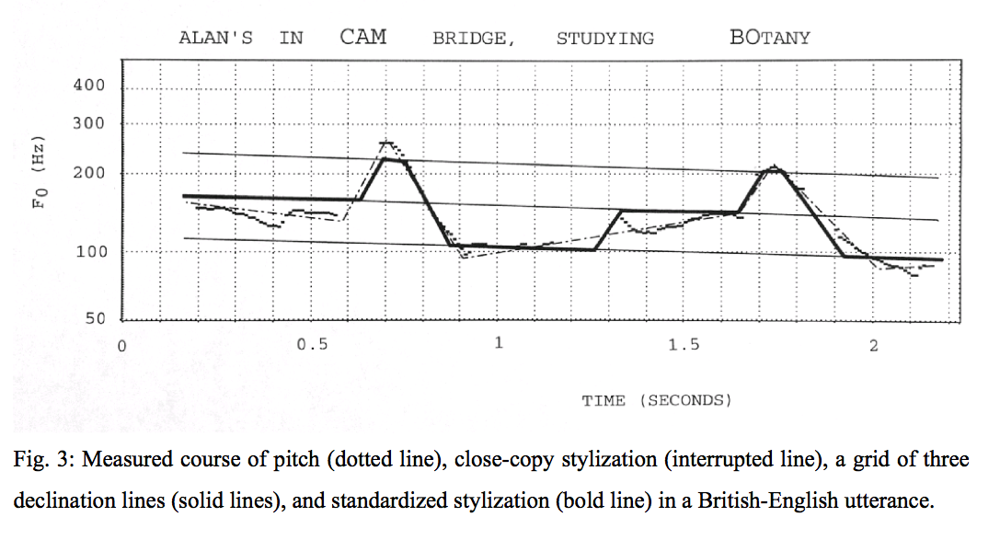 ALAN'S IN CAM BRIDGE, STUDYING BOTANY
400
300
200
100
50
F0 (Hz)
0 0.5 1 1.5 2
TIME (SECONDS)
Fig. 3: Measured course of pitch (dotted line), close-copy stylization (interrupted line), a grid of three
declination lines (solid lines), and standardized stylization (bold line) in a British-English utterance.